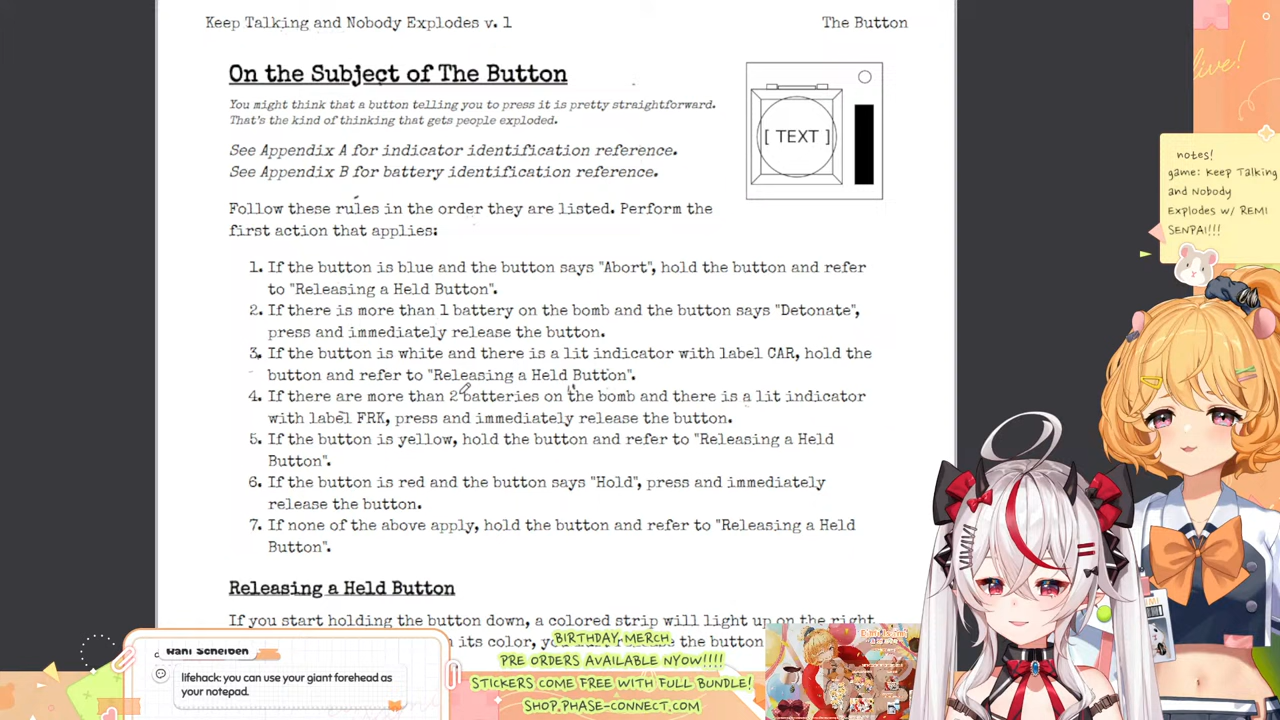 Keep Talking and Nobody Explodes v. 1
The Button
On the Subject of The Button
You might think that a button telling you to press it is pretty straightforward.
That's the kind of thinking that gets people exploded.
See Appendix A for indicator identification reference.
See Appendix B for battery identification reference.
[ TEXT ]
Follow these rules in the order they are listed. Perform the
first action that applies:
1. If the button is blue and the button says "Abort", hold the button and refer
to "Releasing a Held Button".
2. If there is more than 1 battery on the bomb and the button says "Detonate",
press and immediately release the button.
3. If the button is white and there is a lit indicator with label CAR, hold the
button and refer to "Releasing a Held Button".
4. If there are more than 2 batteries on the bomb and there is a lit indicator
with label FRK, press and immediately release the button.
5. If the button is yellow, hold the button and refer to "Releasing a Held
Button".
6. If the button is red and the button says "Hold", press and immediately
release the button.
7. If none of the above apply, hold the button and refer to "Releasing a Held
Button".
Releasing a Held Button
If you start holding the button down, a colored strip will light up on the right
its color, the button
live!
notes!
game: Keep Talking
and Nobody
Explodes w/ REMI
SENPAI!!!
Scheiben
lifehack: you can use your giant forehead as
your notepad.
BIRTHDAY MERCH
PRE ORDERS AVAILABLE NYOW!!!!
STICKERS COME FREE WITH FULL BUNDLE!
SHOP.PHASE-CONNECT.COM